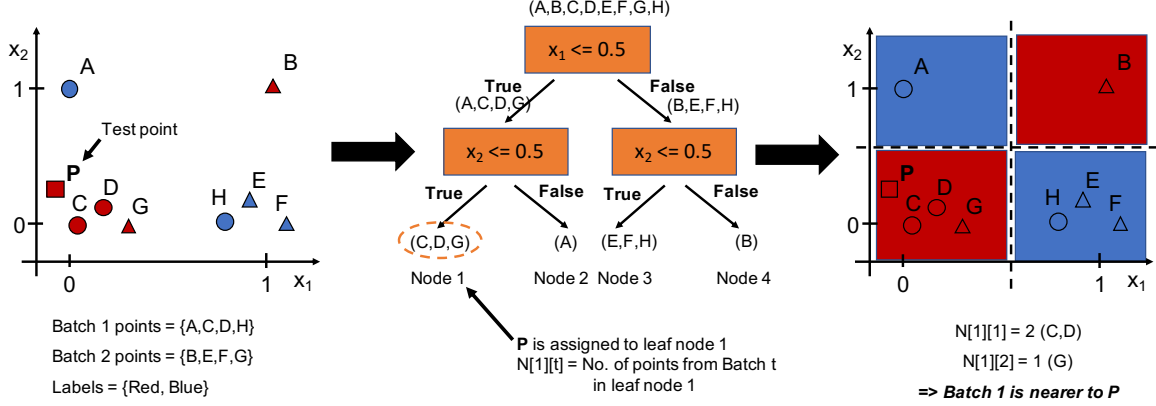 x2
1
0
0
1
x1
A
B
Test point
P
C
D
G
H
E
F
Batch 1 points = {A,C,D,H}
Batch 2 points = {B,E,F,G}
Labels = {Red, Blue}
(A,B,C,D,E,F,G,H)
x1 <= 0.5
True
False
(A,C,D,G)
(B,E,F,H)
x2 <= 0.5
x2 <= 0.5
True
False
True
False
(C,D,G)
(A)
(E,F,H)
(B)
Node 1
Node 2
Node 3
Node 4
P is assigned to leaf node 1
N[1][t] = No. of points from Batch t
in leaf node 1
x2
1
0
0
1
x1
A
B
P
C
D
G
H
E
F
N[1][1] = 2 (C,D)
N[1][2] = 1 (G)
=> Batch 1 is nearer to P